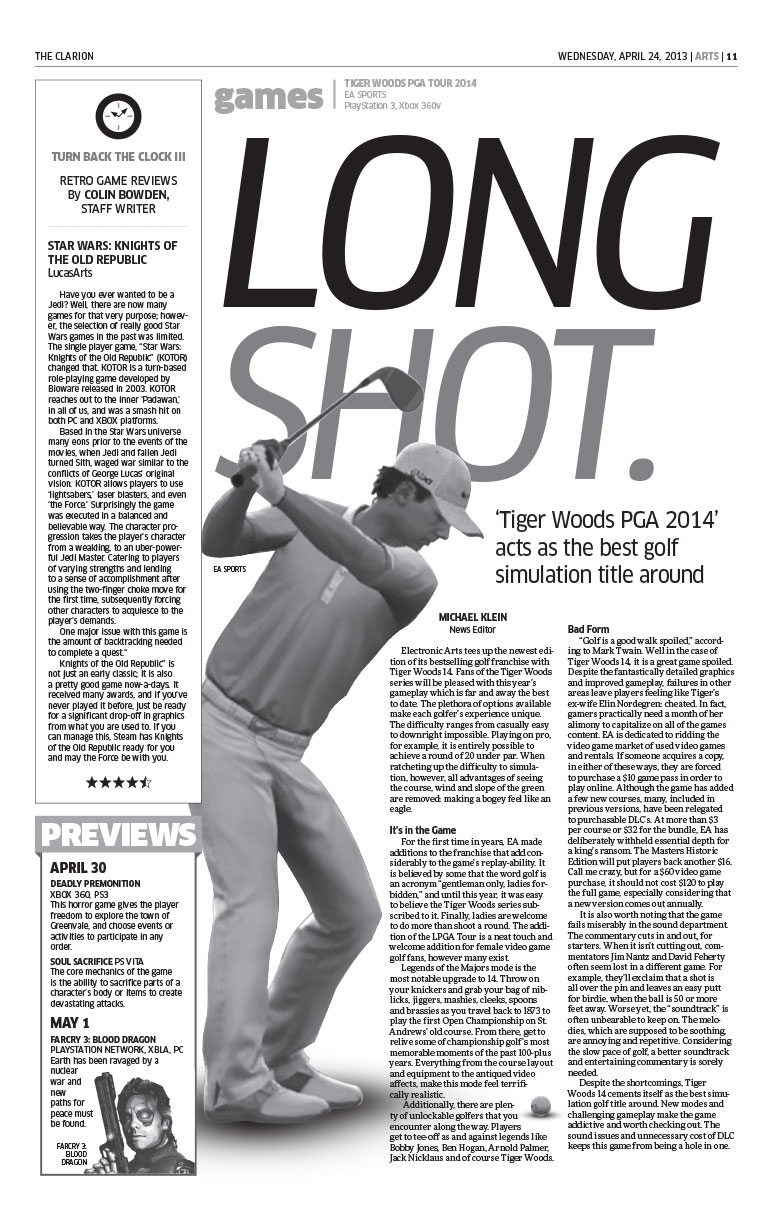 THE CLARION
WEDNESDAY, APRIL 24, 2013 | ARTS | 11
TURN BACK THE CLOCK III
RETRO GAME REVIEWS
By COLIN BOWDEN,
STAFF WRITER
STAR WARS: KNIGHTS OF
THE OLD REPUBLIC
LucasArts
Have you ever wanted to be a
Jedi? Well, there are now many
games for that very purpose; howev-
er, the selection of really good Star
Wars games in the past was limited.
The single player game, "Star Wars:
Knights of the Old Republic" (KOTOR)
changed that. KOTOR is a turn-based
role-playing game developed by
Bioware released in 2003. KOTOR
reaches out to the inner 'Padawan,'
in all of us, and was a smash hit on
both PC and XBOX platforms.
Based in the Star Wars universe
many eons prior to the events of the
movies, when Jedi and fallen Jedi
turned Sith, waged war similar to the
conflicts of George Lucas' original
vision. KOTOR allows players to use
'lightsabers,' laser blasters, and even
'the Force.' Surprisingly the game
was executed in a balanced and
believable way. The character pro-
gression takes the player's character
from a weakling, to an uber-power-
ful Jedi Master. Catering to players
of varying strengths and lending
to a sense of accomplishment after
using the two-finger choke move for
the first time, subsequently forcing
other characters to acquiesce to the
player's demands.
One major issue with this game is
the amount of backtracking needed
to complete a quest."
Knights of the Old Republic" is
not just an early classic; it is also
a pretty good game now-a-days. It
received many awards, and if you've
never played it before, just be ready
for a significant drop-off in graphics
from what you are used to. If you
can manage this, Steam has Knights
of the Old Republic ready for you
and may the Force be with you.
PREVIEWS
APRIL 30
DEADLY PREMONITION
XBOX 360, PS3
This horror game gives the player
freedom to explore the town of
Greenvale, and choose events or
activities to participate in any
order.
SOUL SACRIFICE PS VITA
The core mechanics of the game
is the ability to sacrifice parts of a
character's body or items to create
devastating attacks.
MAY 1
FARCRY 3: BLOOD DRAGON
PLAYSTATION NETWORK, XBLA, PC
Earth has been ravaged by a
nuclear
war and
new
paths for
peace must
be found.
FARCRY 3:
BLOOD
DRAGON
games
TIGER WOODS PGA TOUR 2014
EA SPORTS
PlayStation 3, Xbox 360v
LONG
SHOT.
'Tiger Woods PGA 2014'
acts as the best golf
simulation title around
EA SPORTS
MICHAEL KLEIN
News Editor
Electronic Arts tees up the newest edi-
tion of its bestselling golf franchise with
Tiger Woods 14. Fans of the Tiger Woods
series will be pleased with this year's
gameplay which is far and away the best
to date. The plethora of options available
make each golfer's experience unique.
The difficulty ranges from casually easy
to downright impossible. Playing on pro,
for example, it is entirely possible to
achieve a round of 20 under par. When
ratcheting up the difficulty to simula-
tion, however, all advantages of seeing
the course, wind and slope of the green
are removed: making a bogey feel like an
eagle.
It's in the Game
For the first time in years, EA made
additions to the franchise that add con-
siderably to the game's replay-ability. It
is believed by some that the word golf is
an acronym "gentleman only, ladies for-
bidden," and until this year, it was easy
to believe the Tiger Woods series sub-
scribed to it. Finally, ladies are welcome
to do more than shoot a round. The addi-
tion of the LPGA Tour is a neat touch and
welcome addition for female video game
golf fans, however many exist.
Legends of the Majors mode is the
most notable upgrade to 14. Throw on
your knickers and grab your bag of nib-
licks, jiggers, mashies, cleeks, spoons
and brassies as you travel back to 1873 to
play the first Open Championship on St.
Andrews' old course. From there, get to
relive some of championship golf's most
memorable moments of the past 100-plus
years. Everything from the course layout
and equipment to the antiqued video
affects, make this mode feel terrifi-
cally realistic.
Additionally, there are plen-
ty of unlockable golfers that you
encounter along the way. Players
get to tee-off as and against legends like
Bobby Jones, Ben Hogan, Arnold Palmer,
Jack Nicklaus and of course Tiger Woods.
Bad Form
"Golf is a good walk spoiled," accord-
ing to Mark Twain. Well in the case of
Tiger Woods 14, it is a great game spoiled.
Despite the fantastically detailed graphics
and improved gameplay, failures in other
areas leave players feeling like Tiger's
ex-wife Elin Nordegren: cheated. In fact,
gamers practically need a month of her
alimony to capitalize on all of the games
content. EA is dedicated to ridding the
video game market of used video games
and rentals. If someone acquires a copy,
in either of these ways, they are forced
to purchase a $10 game pass in order to
play online. Although the game has added
a few new courses, many, included in
previous versions, have been relegated
to purchasable DLC's. At more than $3
per course or $32 for the bundle, EA has
deliberately withheld essential depth for
a king's ransom. The Masters Historic
Edition will put players back another $16.
Call me crazy, but for a $60 video game
purchase, it should not cost $120 to play
the full game, especially considering that
a new version comes out annually.
It is also worth noting that the game
fails miserably in the sound department.
The commentary cuts in and out, for
starters. When it isn't cutting out, com-
mentators Jim Nantz and David Feherty
often seem lost in a different game. For
example, they'll exclaim that a shot is
all over the pin and leaves an easy putt
for birdie, when the ball is 50 or more
feet away. Worse yet, the "soundtrack" is
often unbearable to keep on. The melo-
dies, which are supposed to be soothing,
are annoying and repetitive. Considering
the slow pace of golf, a better soundtrack
and entertaining commentary is sorely
needed.
Despite the shortcomings, Tiger
Woods 14 cements itself as the best simu-
lation golf title around. New modes and
challenging gameplay make the game
addictive and worth checking out. The
sound issues and unnecessary cost of DLC
keeps this game from being a hole in one.